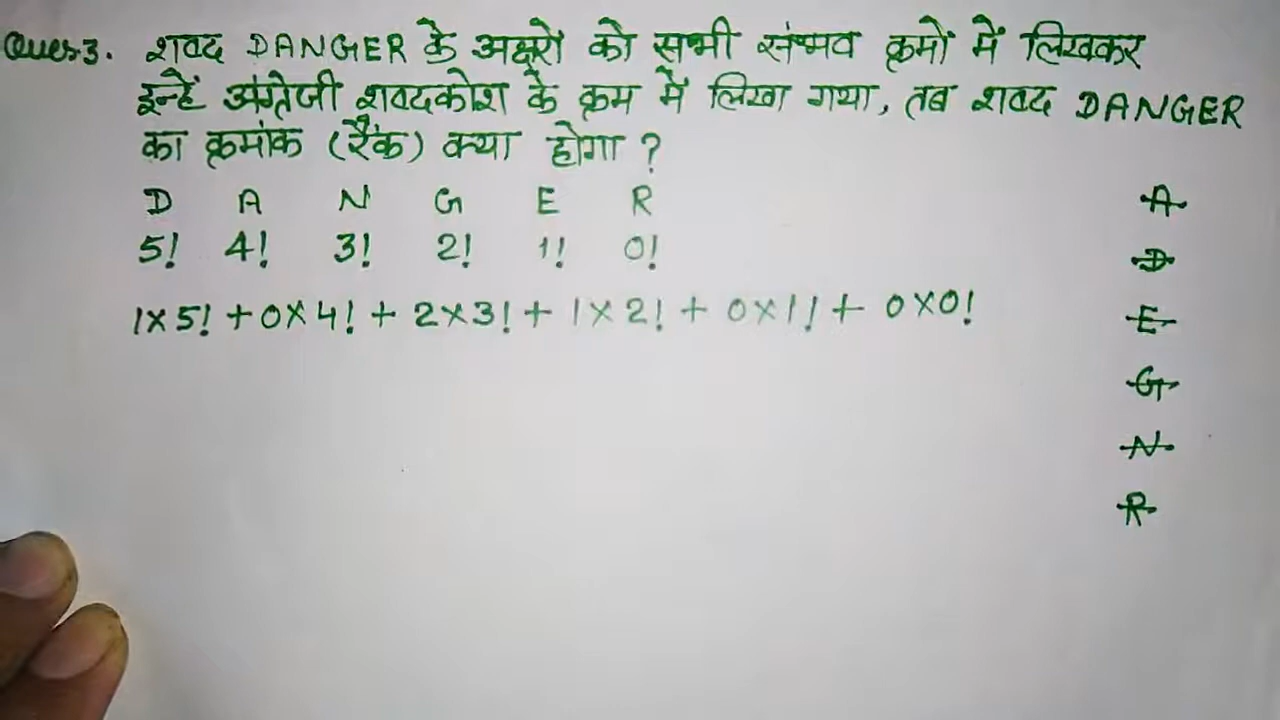 Ques 3. शब्द DANGER के अक्षरों को सभी संम्भव क्रमों में लिखकर
इन्हें अंग्रेजी शब्दकोश के क्रम में लिखा गया, तब शब्द DANGER
का क्रमांक (रैंक) क्या होगा ?
D A N G E R
5! 4! 3! 2! 1! 0!
1×5! + 0×4! + 2×3! + 1×2! + 0×1! + 0×0!
A
D
E
G
N
R